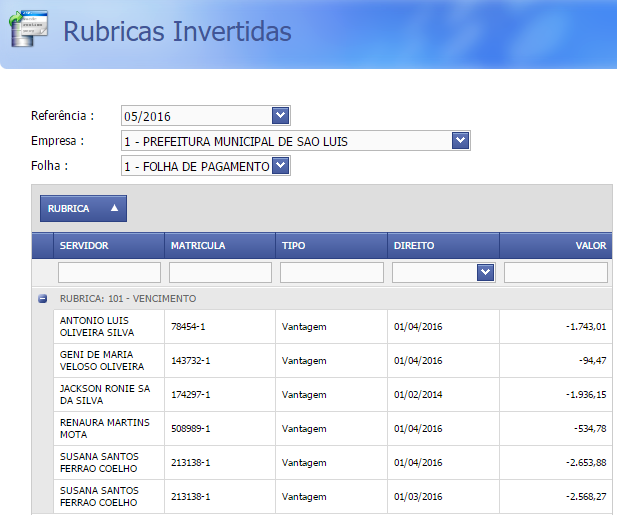 Rubricas Invertidas
Referência : 05/2016
Empresa : 1 - PREFEITURA MUNICIPAL DE SAO LUIS
Folha : 1 - FOLHA DE PAGAMENTO
RUBRICA
SERVIDOR MATRICULA TIPO DIREITO VALOR
RUBRICA: 101 - VENCIMENTO
ANTONIO LUIS
OLIVEIRA SILVA 78454-1 Vantagem 01/04/2016 -1.743,01
GENI DE MARIA
VELOSO OLIVEIRA 143732-1 Vantagem 01/04/2016 -94,47
JACKSON RONIE SA
DA SILVA 174297-1 Vantagem 01/02/2014 -1.936,15
RENAURA MARTINS
MOTA 508989-1 Vantagem 01/04/2016 -534,78
SUSANA SANTOS
FERRAO COELHO 213138-1 Vantagem 01/04/2016 -2.653,88
SUSANA SANTOS
FERRAO COELHO 213138-1 Vantagem 01/03/2016 -2.568,27